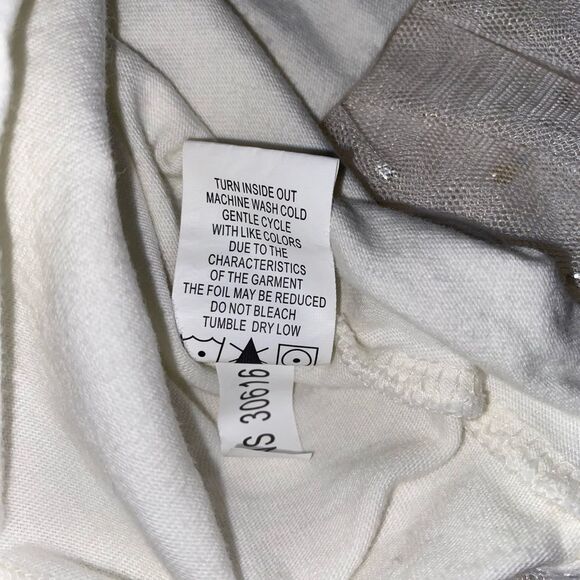 TURN INSIDE OUT
MACHINE WASH COLD
GENTLE CYCLE
WITH LIKE COLORS
DUE TO THE
CHARACTERISTICS
OF THE GARMENT
THE FOIL MAY BE REDUCED
DO NOT BLEACH
TUMBLE DRY LOW
30616